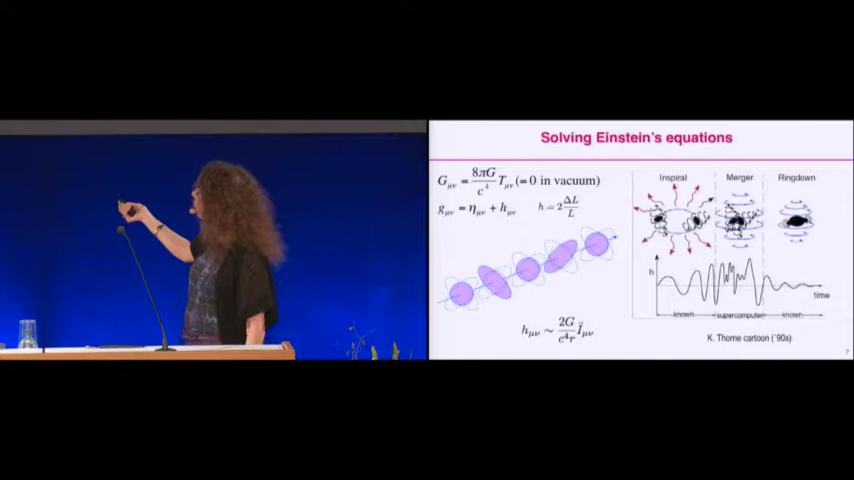 Solving Einstein's equations
G_μν = 8πG/c⁴ T_μν (= 0 in vacuum)
g_μν = η_μν + h_μν   h = 2 ΔL/L
h_μν ~ 2G/c⁴r Ï_μν
Inspiral Merger Ringdown
h
time
known supercomputer known
K. Thorne cartoon ('90s)
7